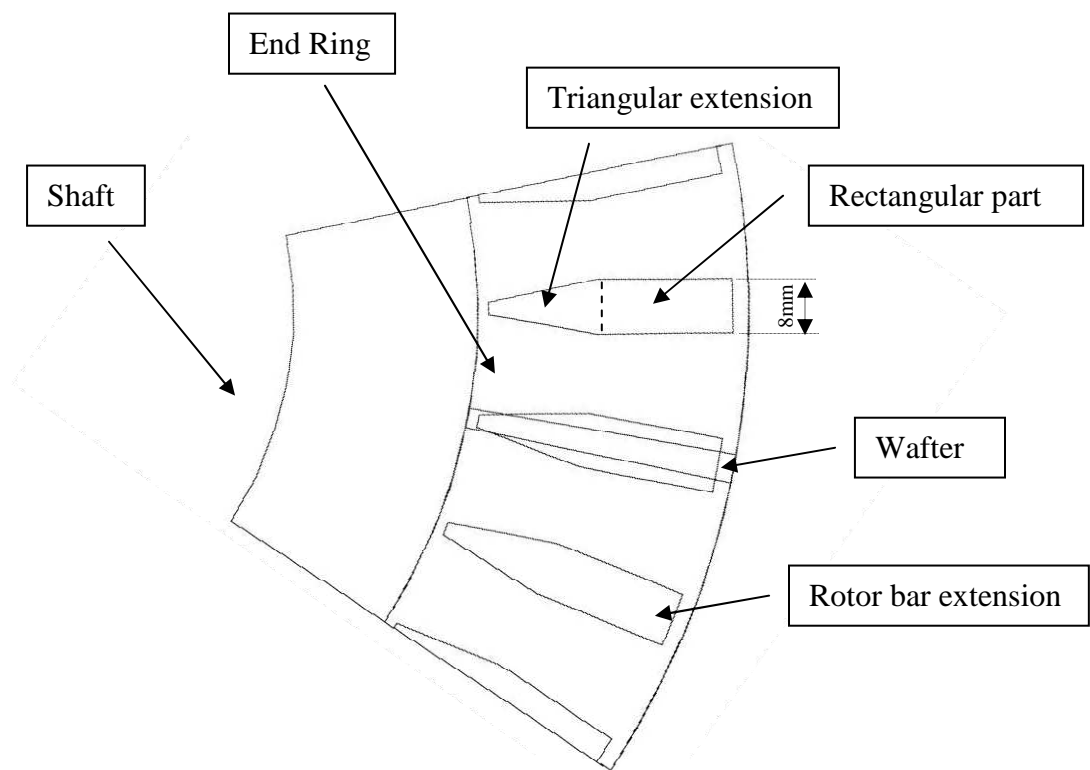 End Ring
Triangular extension
Shaft
Rectangular part
8mm
Wafter
Rotor bar extension